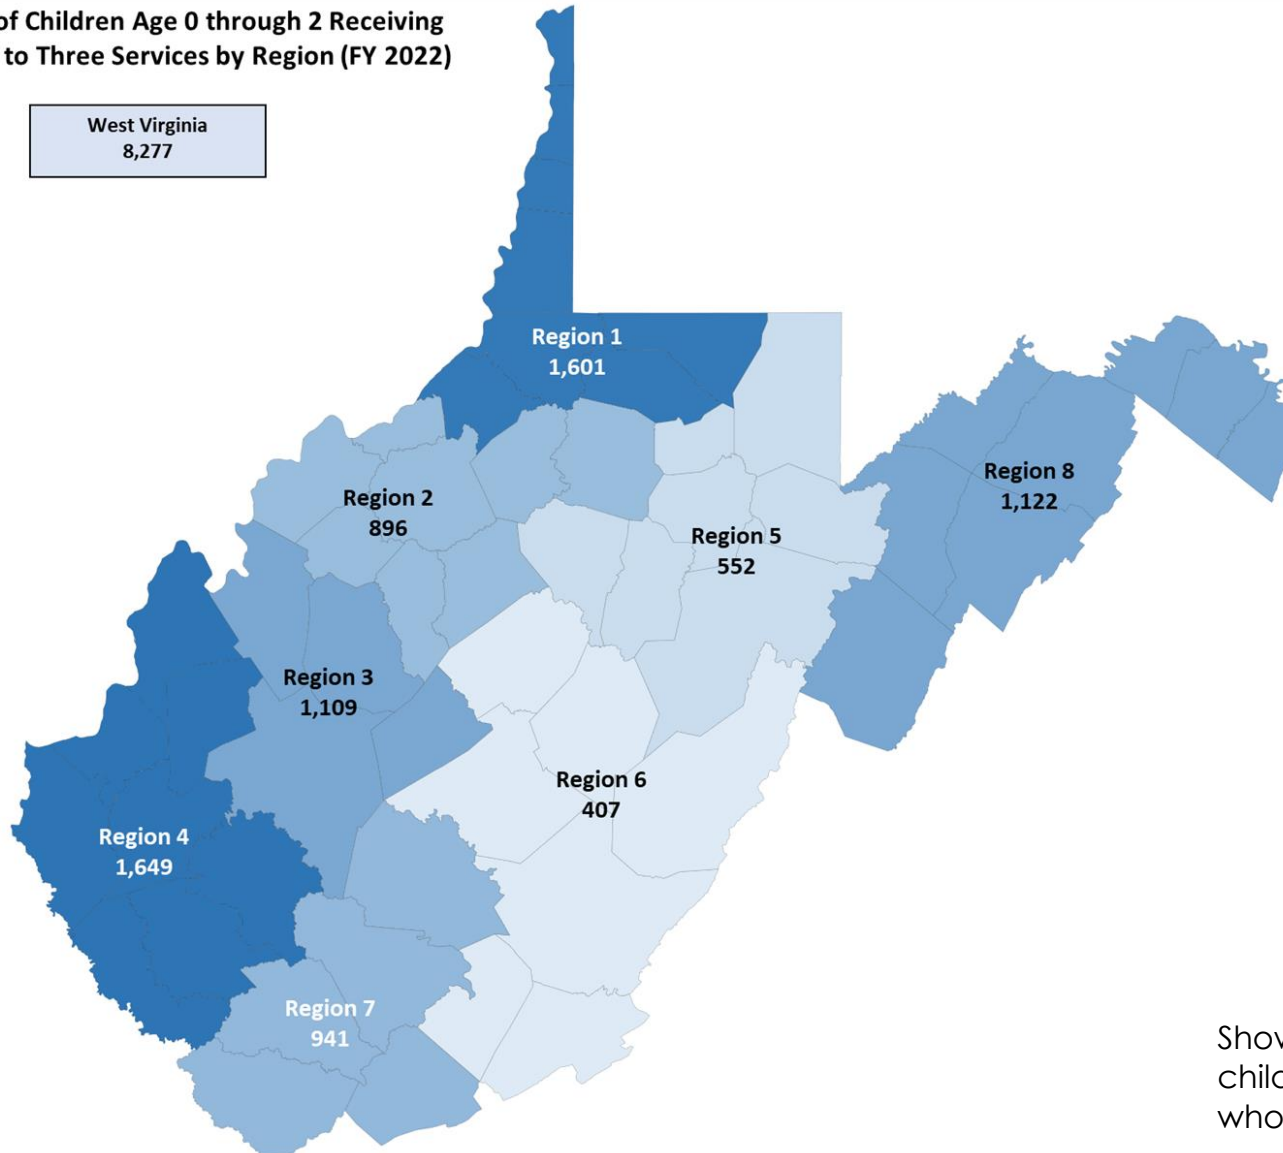 of Children Age 0 through 2 Receiving
to Three Services by Region (FY 2022)
West Virginia
8,277
Region 1
1,601
Region 8
1,122
Region 2
896
Region 5
552
Region 3
1,109
Region 6
407
Region 4
1,649
Region 7
941
who